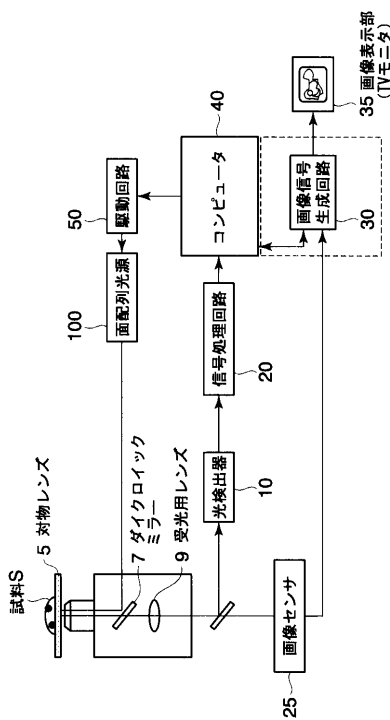 試料S
5 対物レンズ
7 ダイクロイック
ミラー
9 受光用レンズ
100
面配列光源
50
駆動回路
40
コンピュータ
20
信号処理回路
10
光検出器
25
画像センサ
30
画像信号
生成回路
35 画像表示部
(TVモニタ)